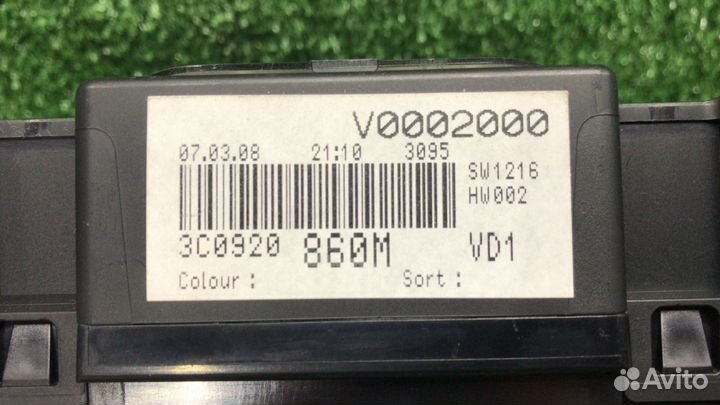 V0002000
07.03.08 21:10 3095
SW1216
HW002
3C0920 860M VD1
Colour : Sort :
Avito